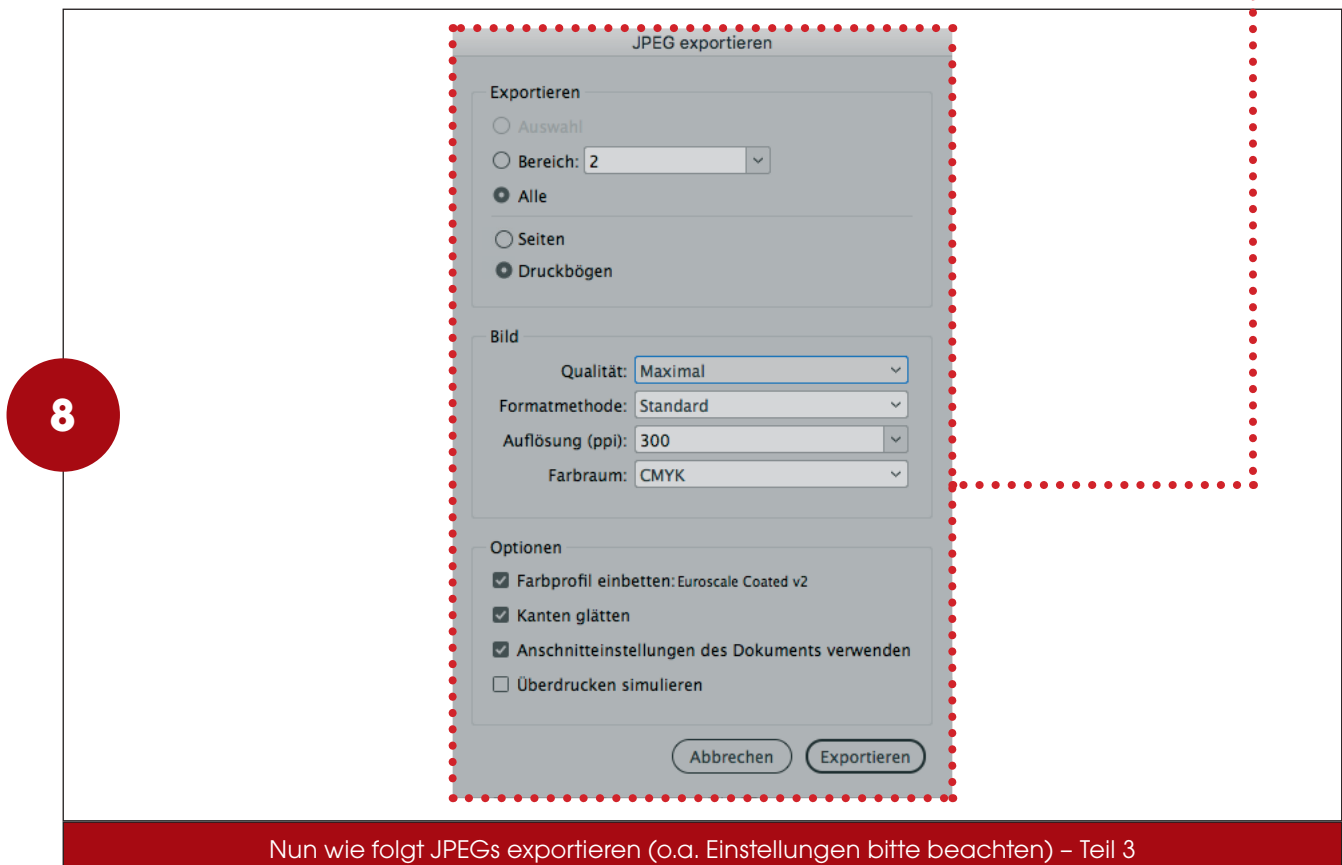 JPEG exportieren
Exportieren
Auswahl
Bereich: 2
Alle
Seiten
Druckbögen
Bild
Qualität: Maximal
Formatmethode: Standard
Auflösung (ppi): 300
Farbraum: CMYK
8
Optionen
Farbprofil einbetten: Euroscale Coated v2
Kanten glätten
Anschnitteinstellungen des Dokuments verwenden
Überdrucken simulieren
Abbrechen Exportieren
Nun wie folgt JPEGs exportieren (o.a. Einstellungen bitte beachten) – Teil 3